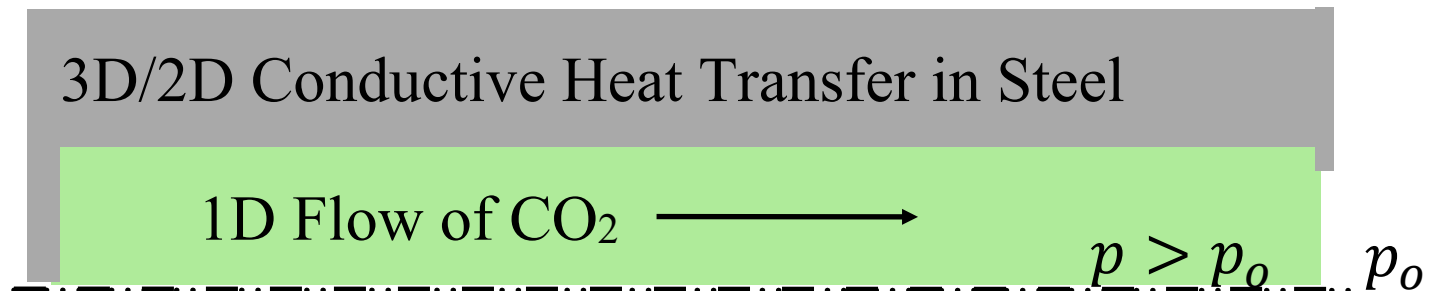 3D/2D Conductive Heat Transfer in Steel
1D Flow of CO₂
p > pₒ
pₒ